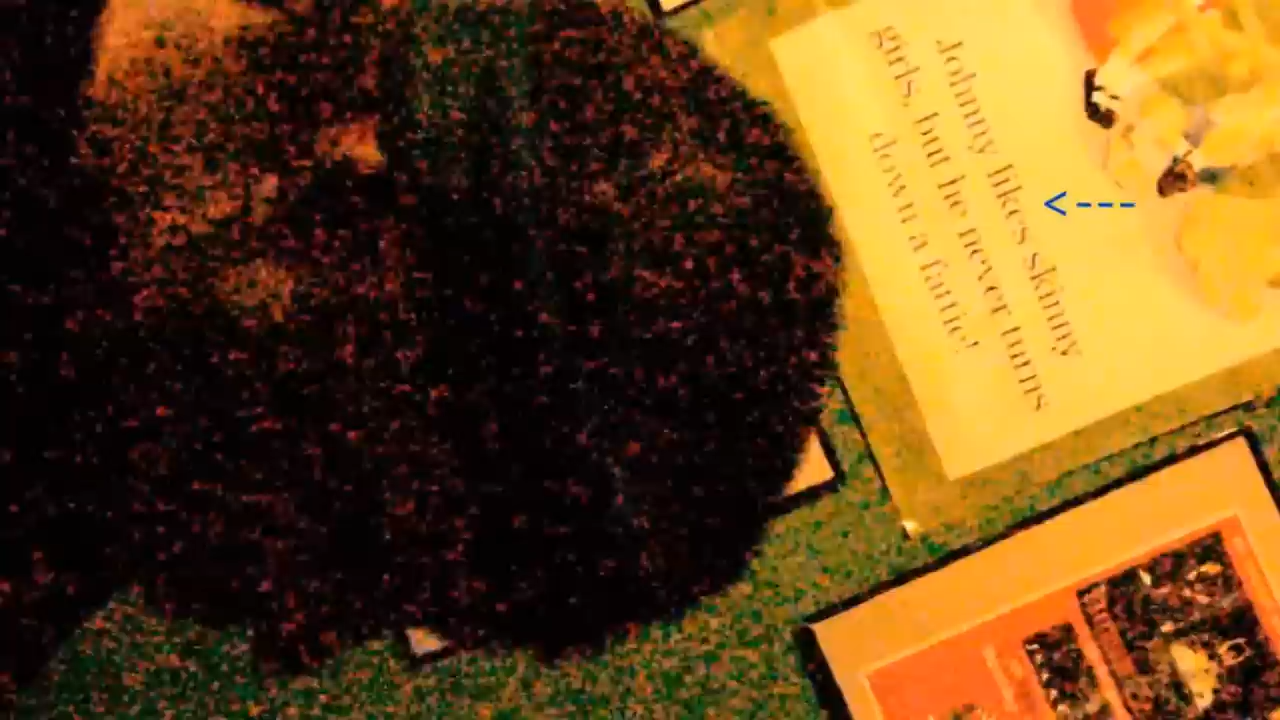 Johnny likes skinny
girls, but he never turns
down a fattie!